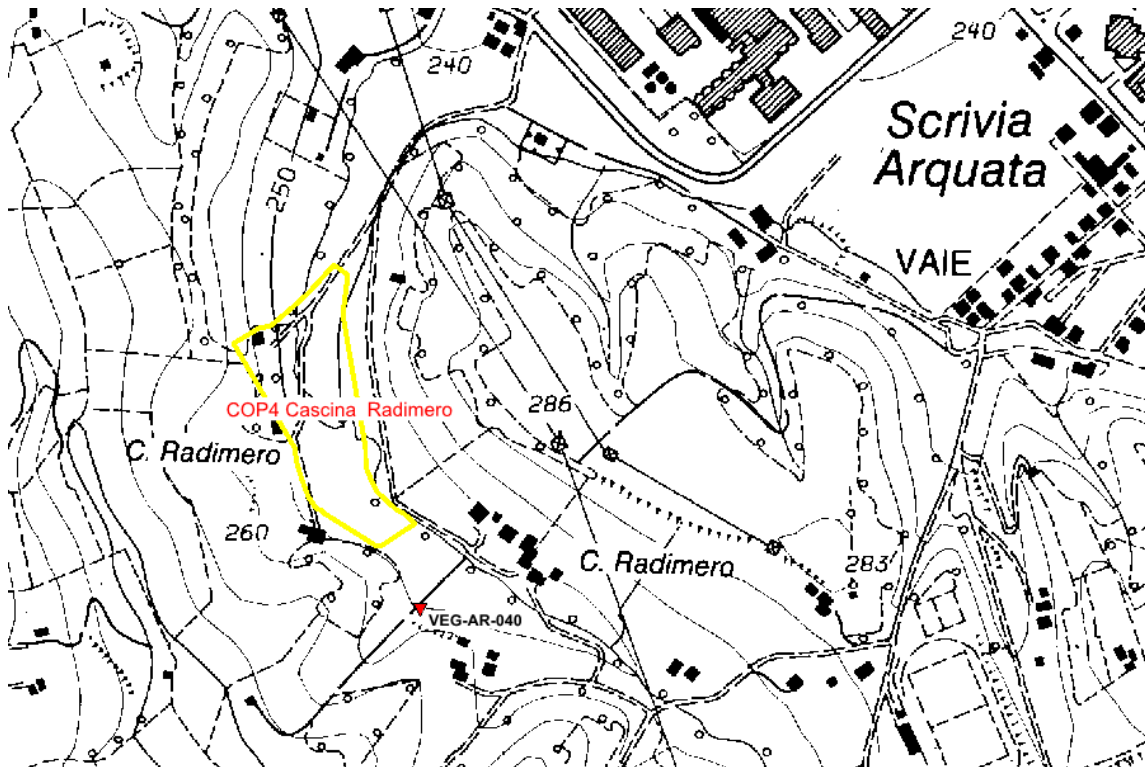 240
240
Scrivia
Arquata
250
VAIE
COP4 Cascina Radimero
286
C. Radimero
260
C. Radimero
283
VEG-AR-040